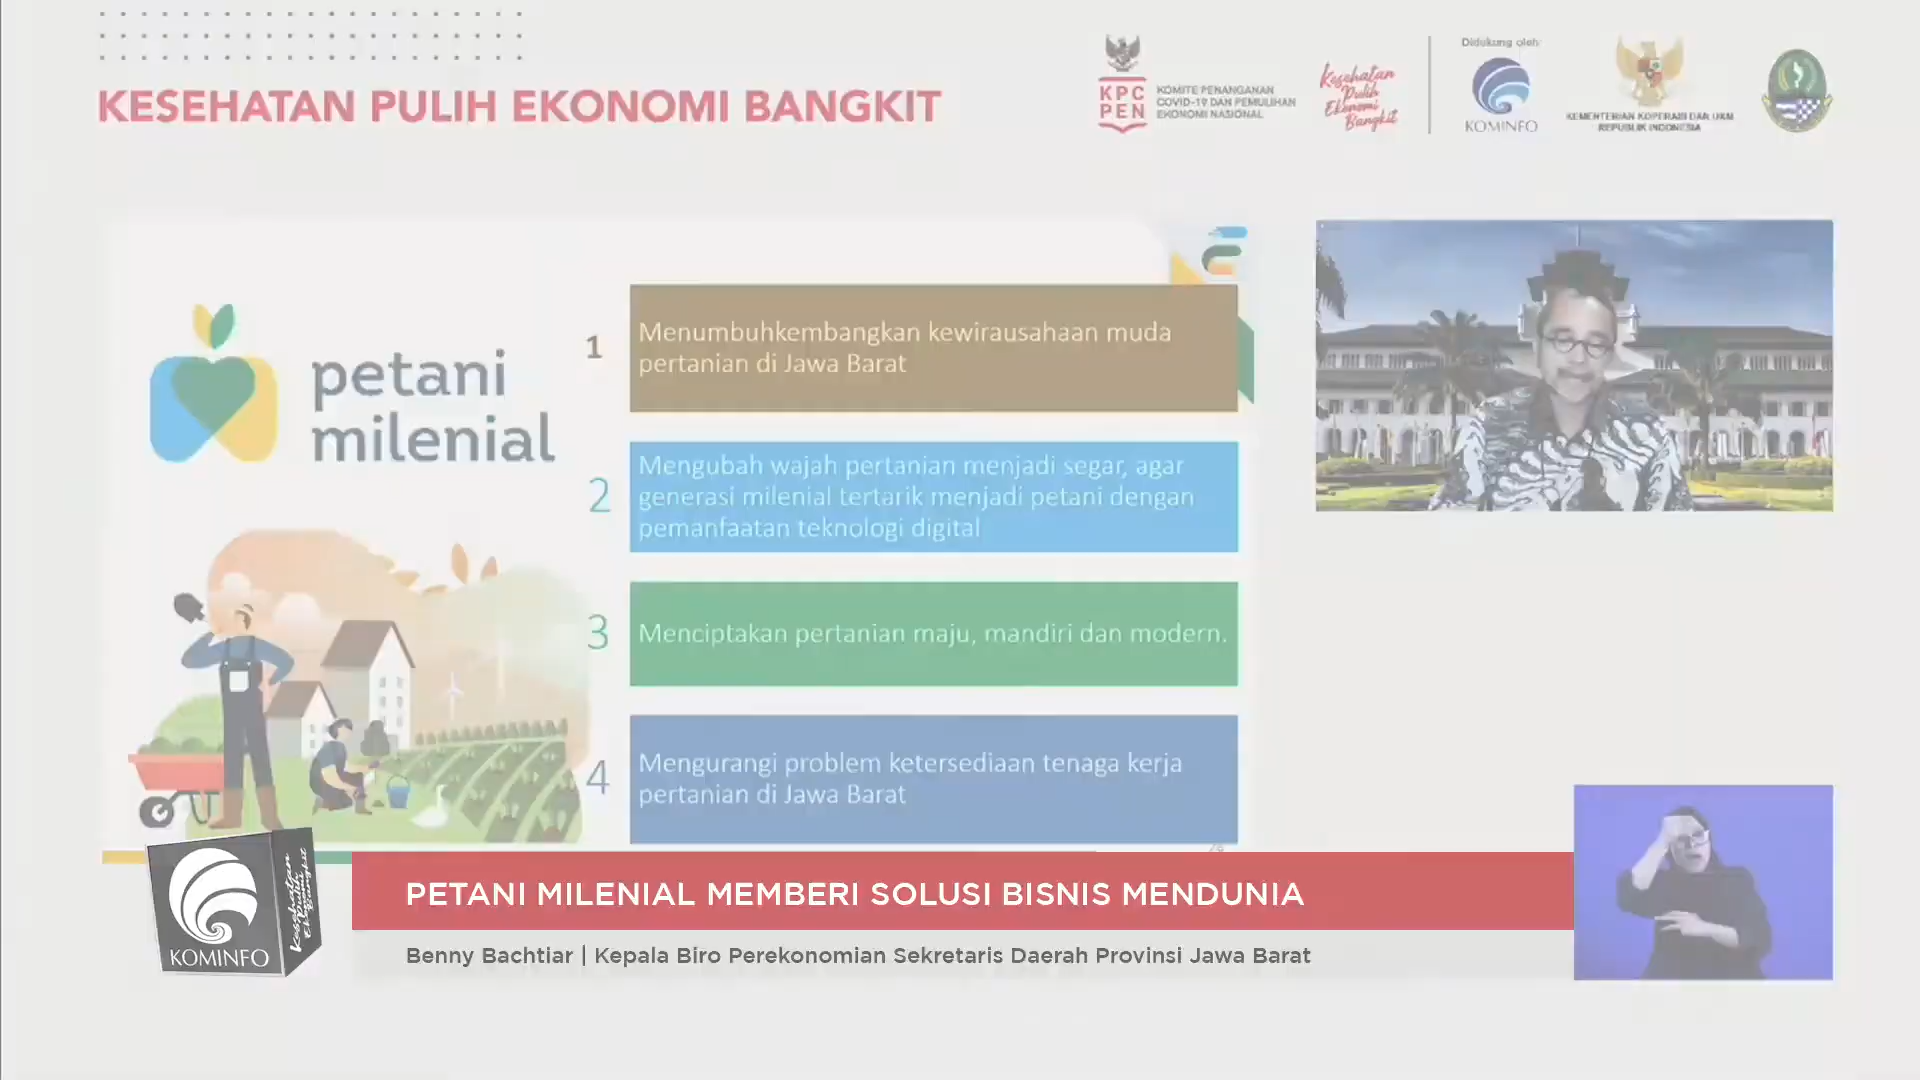 KESEHATAN PULIH EKONOMI BANGKIT
KPC
PEN
KOMITE PENANGANAN
COVID-19 DAN PEMULIHAN
EKONOMI NASIONAL
Kesehatan
Pulih
Ekonomi
Bangkit
Didukung oleh:
KOMINFO
KEMENTERIAN KOPERASI DAN UKM
REPUBLIK INDONESIA
petani
milenial
1
Menumbuhkembangkan kewirausahaan muda
pertanian di Jawa Barat
2
Mengubah wajah pertanian menjadi segar, agar
generasi milenial tertarik menjadi petani dengan
pemanfaatan teknologi digital
3
Menciptakan pertanian maju, mandiri dan modern.
4
Mengurangi problem ketersediaan tenaga kerja
pertanian di Jawa Barat
KOMINFO
Kesehatan
Pulih
Ekonomi
Bangkit
PETANI MILENIAL MEMBERI SOLUSI BISNIS MENDUNIA
Benny Bachtiar | Kepala Biro Perekonomian Sekretaris Daerah Provinsi Jawa Barat